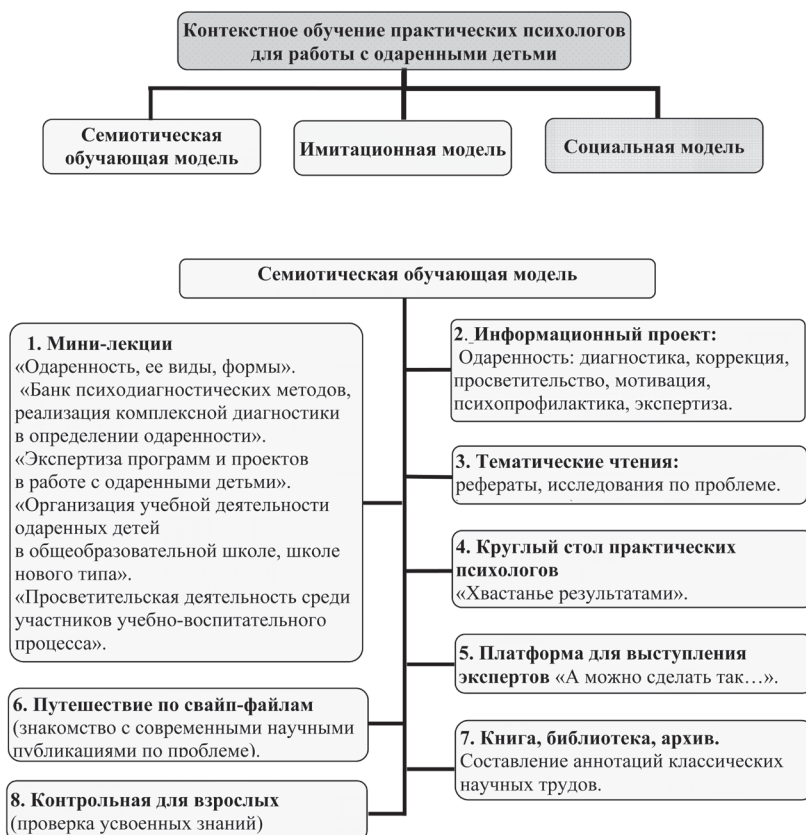 Контекстное обучение практических психологов
для работы с одаренными детьми
Семиотическая
обучающая модель
Имитационная модель
Социальная модель
Семиотическая обучающая модель
1. Мини-лекции
«Одаренность, ее виды, формы».
«Банк психодиагностических методов,
реализация комплексной диагностики
в определении одаренности».
«Экспертиза программ и проектов
в работе с одаренными детьми».
«Организация учебной деятельности
одаренных детей
в общеобразовательной школе, школе
нового типа».
«Просветительская деятельность среди
участников учебно-воспитательного
процесса».
2. Информационный проект:
Одаренность: диагностика, коррекция,
просветительство, мотивация,
психопрофилактика, экспертиза.
3. Тематические чтения:
рефераты, исследования по проблеме.
4. Круглый стол практических
психологов
«Хвастанье результатами».
5. Платформа для выступления
экспертов «А можно сделать так…».
6. Путешествие по свайп-файлам
(знакомство с современными научными
публикациями по проблеме).
7. Книга, библиотека, архив.
Составление аннотаций классических
научных трудов.
8. Контрольная для взрослых
(проверка усвоенных знаний)